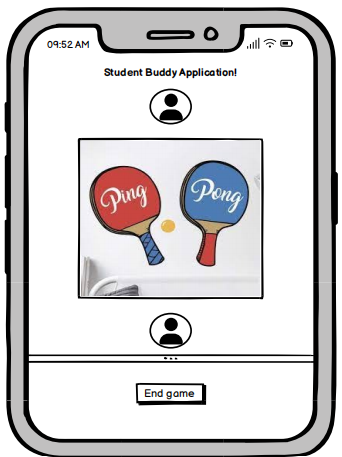 09:52 AM
Student Buddy Application!
Ping
Pong
End game